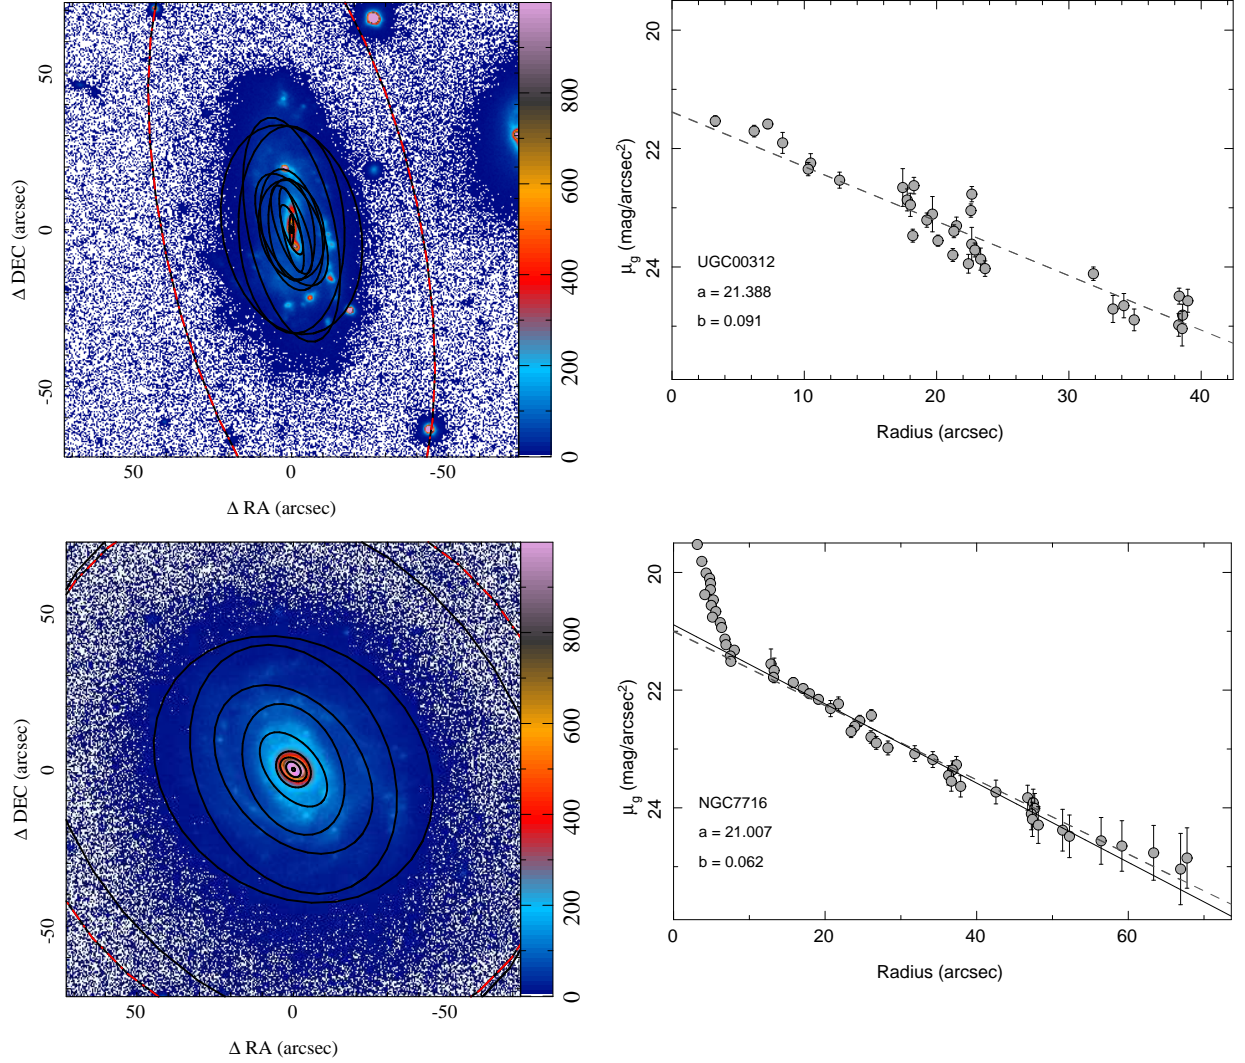 50
0
-50
Δ DEC (arcsec)
50
0
-50
Δ RA (arcsec)
0
200
400
600
800
20
22
24
μg (mag/arcsec²)
UGC00312
a = 21.388
b = 0.091
0
10
20
30
40
Radius (arcsec)
50
0
-50
Δ DEC (arcsec)
50
0
-50
Δ RA (arcsec)
0
200
400
600
800
20
22
24
μg (mag/arcsec²)
NGC7716
a = 21.007
b = 0.062
0
20
40
60
Radius (arcsec)